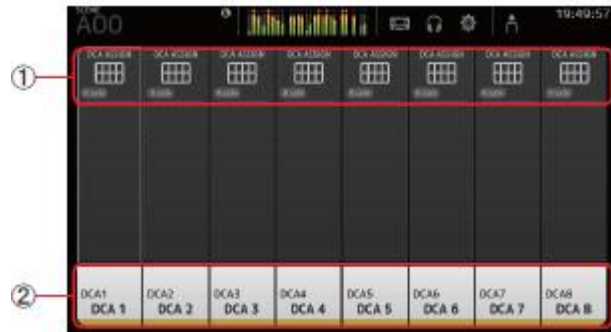 SCENE
A00
19:49:57
①
DCA ASSIGN DCA ASSIGN DCA ASSIGN DCA ASSIGN DCA ASSIGN DCA ASSIGN DCA ASSIGN DCA ASSIGN
②
DCA1 DCA2 DCA3 DCA4 DCA5 DCA6 DCA7 DCA8
DCA 1 DCA 2 DCA 3 DCA 4 DCA 5 DCA 6 DCA 7 DCA 8